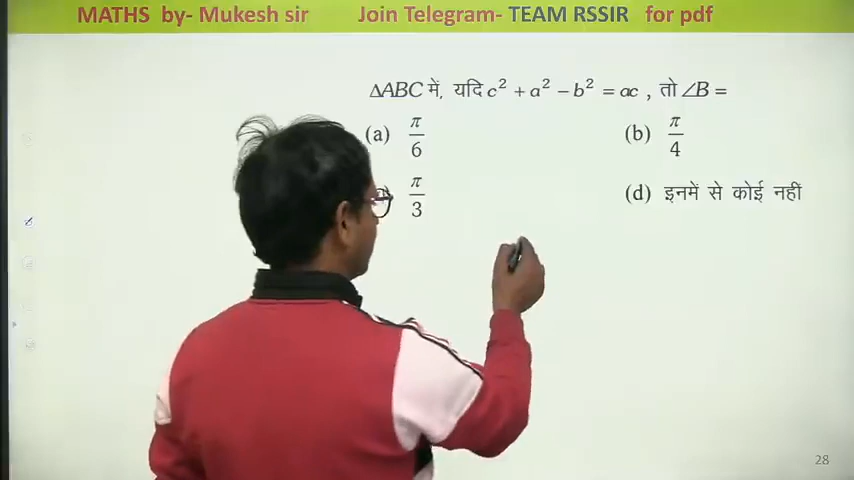 MATHS by- Mukesh sir Join Telegram- TEAM RSSIR for pdf
ΔABC में, यदि c² + a² − b² = ac , तो ∠B =
(a) π/6 (b) π/4
π/3 (d) इनमें से कोई नहीं
28